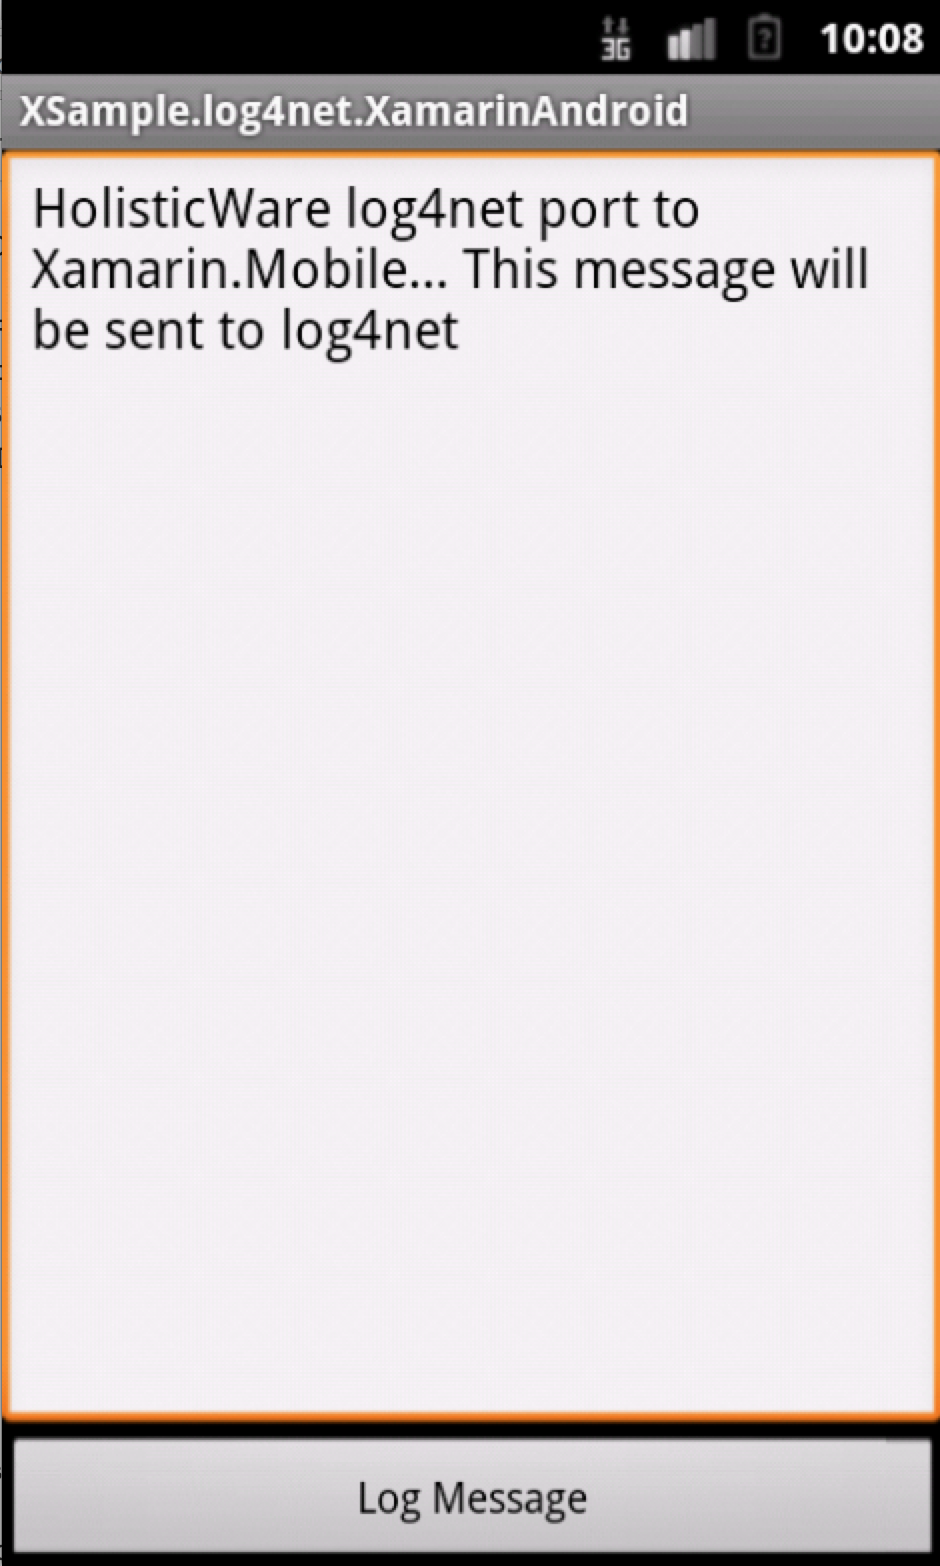 3G 10:08
XSample.log4net.XamarinAndroid
HolisticWare log4net port to
Xamarin.Mobile... This message will
be sent to log4net
Log Message